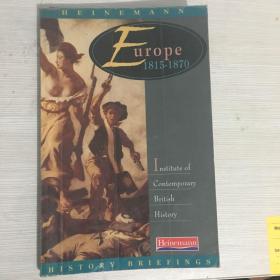 HEINEMANN
Europe
1815-1870
Institute of
Contemporary
British
History
Heinemann
HISTORY BRIEFINGS